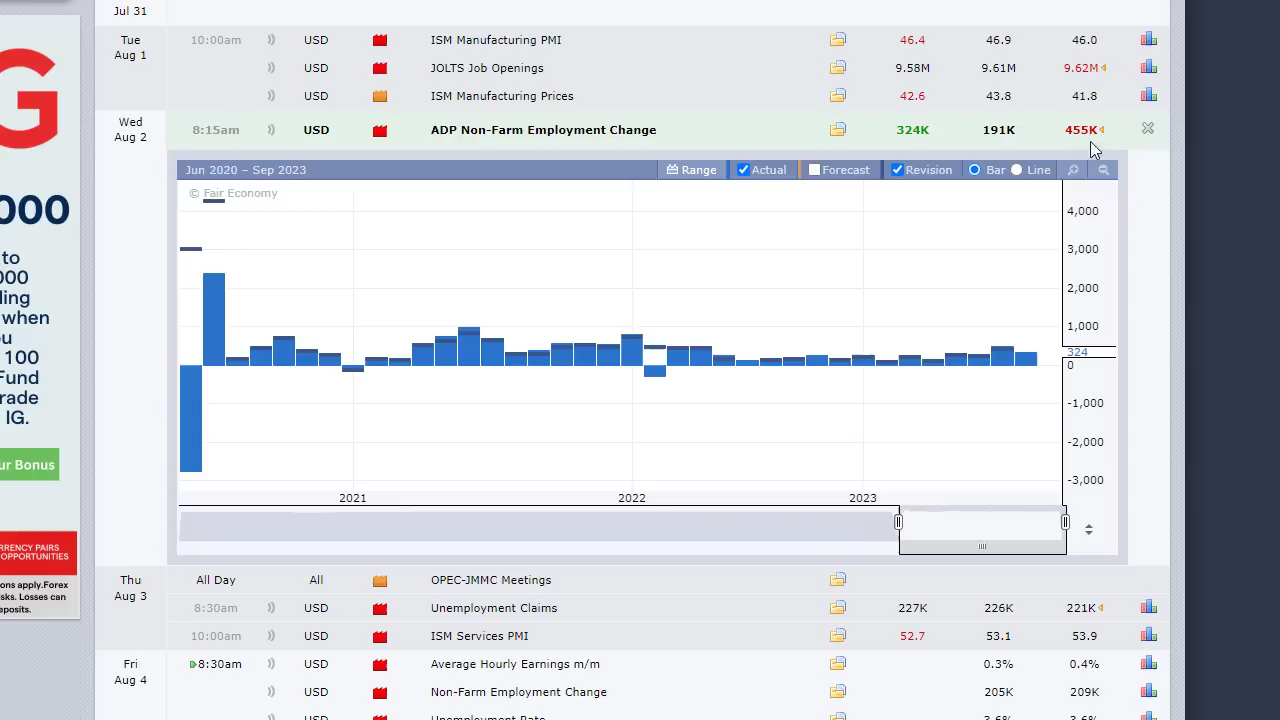 Jul 31
Tue
Aug 1
10:00am USD ISM Manufacturing PMI 46.4 46.9 46.0
USD JOLTS Job Openings 9.58M 9.61M 9.62M
USD ISM Manufacturing Prices 42.6 43.8 41.8
Wed
Aug 2
8:15am USD ADP Non-Farm Employment Change 324K 191K 455K
Jun 2020 – Sep 2023 Range Actual Forecast Revision Bar Line
© Fair Economy
4,000
3,000
2,000
1,000
324
0
-1,000
-2,000
-3,000
2021 2022 2023
Thu
Aug 3
All Day All OPEC-JMMC Meetings
8:30am USD Unemployment Claims 227K 226K 221K
10:00am USD ISM Services PMI 52.7 53.1 53.9
Fri
Aug 4
8:30am USD Average Hourly Earnings m/m 0.3% 0.4%
USD Non-Farm Employment Change 205K 209K
USD Unemployment Rate 3.6% 3.6%
G
000
to
000
ling
when
u
100
Fund
rade
IG.
ur Bonus
RRENCY PAIRS
OPPORTUNITIES
ons apply.Forex
sks. Losses can
eposits.